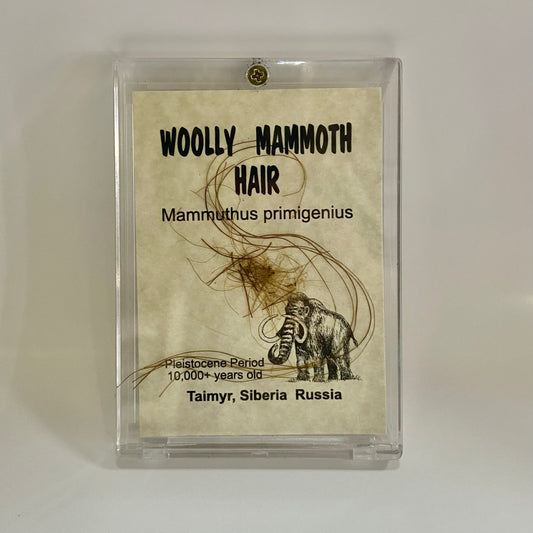 WOOLLY MAMMOTH
HAIR
Mammuthus primigenius
Pleistocene Period
10,000+ years old
Taimyr, Siberia Russia